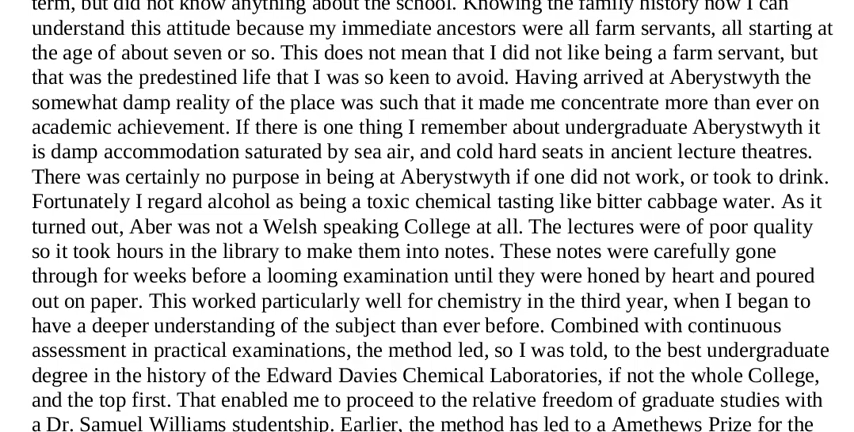 term, but did not know anything about the school. Knowing the family history now I can
understand this attitude because my immediate ancestors were all farm servants, all starting at
the age of about seven or so. This does not mean that I did not like being a farm servant, but
that was the predestined life that I was so keen to avoid. Having arrived at Aberystwyth the
somewhat damp reality of the place was such that it made me concentrate more than ever on
academic achievement. If there is one thing I remember about undergraduate Aberystwyth it
is damp accommodation saturated by sea air, and cold hard seats in ancient lecture theatres.
There was certainly no purpose in being at Aberystwyth if one did not work, or took to drink.
Fortunately I regard alcohol as being a toxic chemical tasting like bitter cabbage water. As it
turned out, Aber was not a Welsh speaking College at all. The lectures were of poor quality
so it took hours in the library to make them into notes. These notes were carefully gone
through for weeks before a looming examination until they were honed by heart and poured
out on paper. This worked particularly well for chemistry in the third year, when I began to
have a deeper understanding of the subject than ever before. Combined with continuous
assessment in practical examinations, the method led, so I was told, to the best undergraduate
degree in the history of the Edward Davies Chemical Laboratories, if not the whole College,
and the top first. That enabled me to proceed to the relative freedom of graduate studies with
a Dr. Samuel Williams studentship. Earlier, the method has led to a Amethews Prize for the